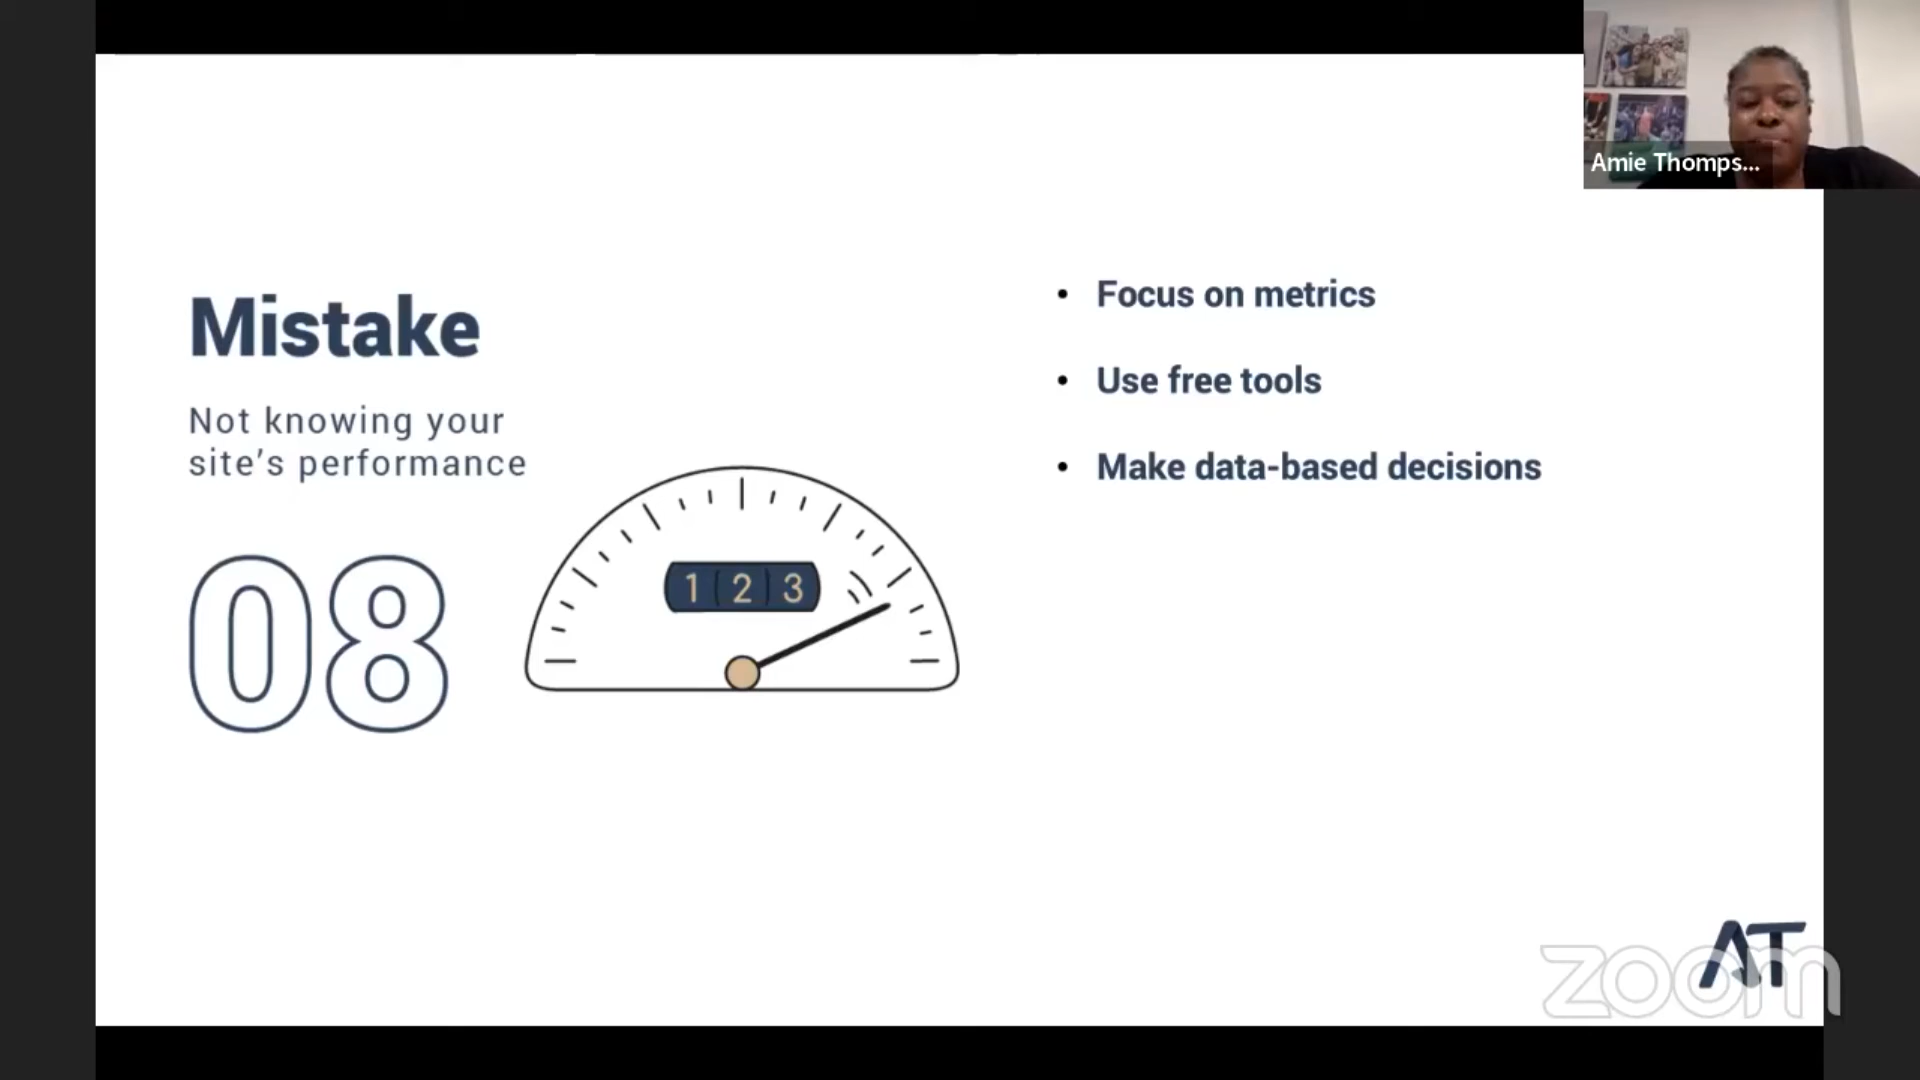 Amie Thomps...
Mistake
Not knowing your
site’s performance
08
1 2 3
• Focus on metrics
• Use free tools
• Make data-based decisions
AT
zoom